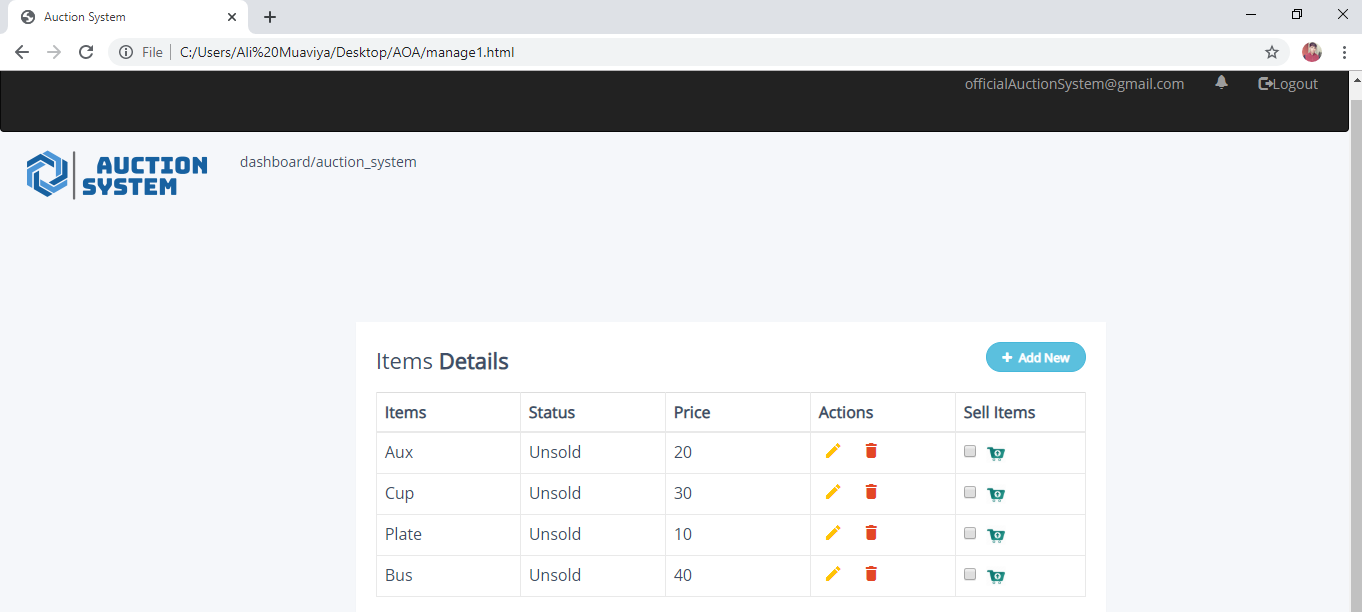 Auction System
File C:/Users/Ali%20Muaviya/Desktop/AOA/manage1.html
officialAuctionSystem@gmail.com Logout
AUCTION
SYSTEM
dashboard/auction_system
Items Details
+ Add New
Items Status Price Actions Sell Items
Aux Unsold 20
Cup Unsold 30
Plate Unsold 10
Bus Unsold 40